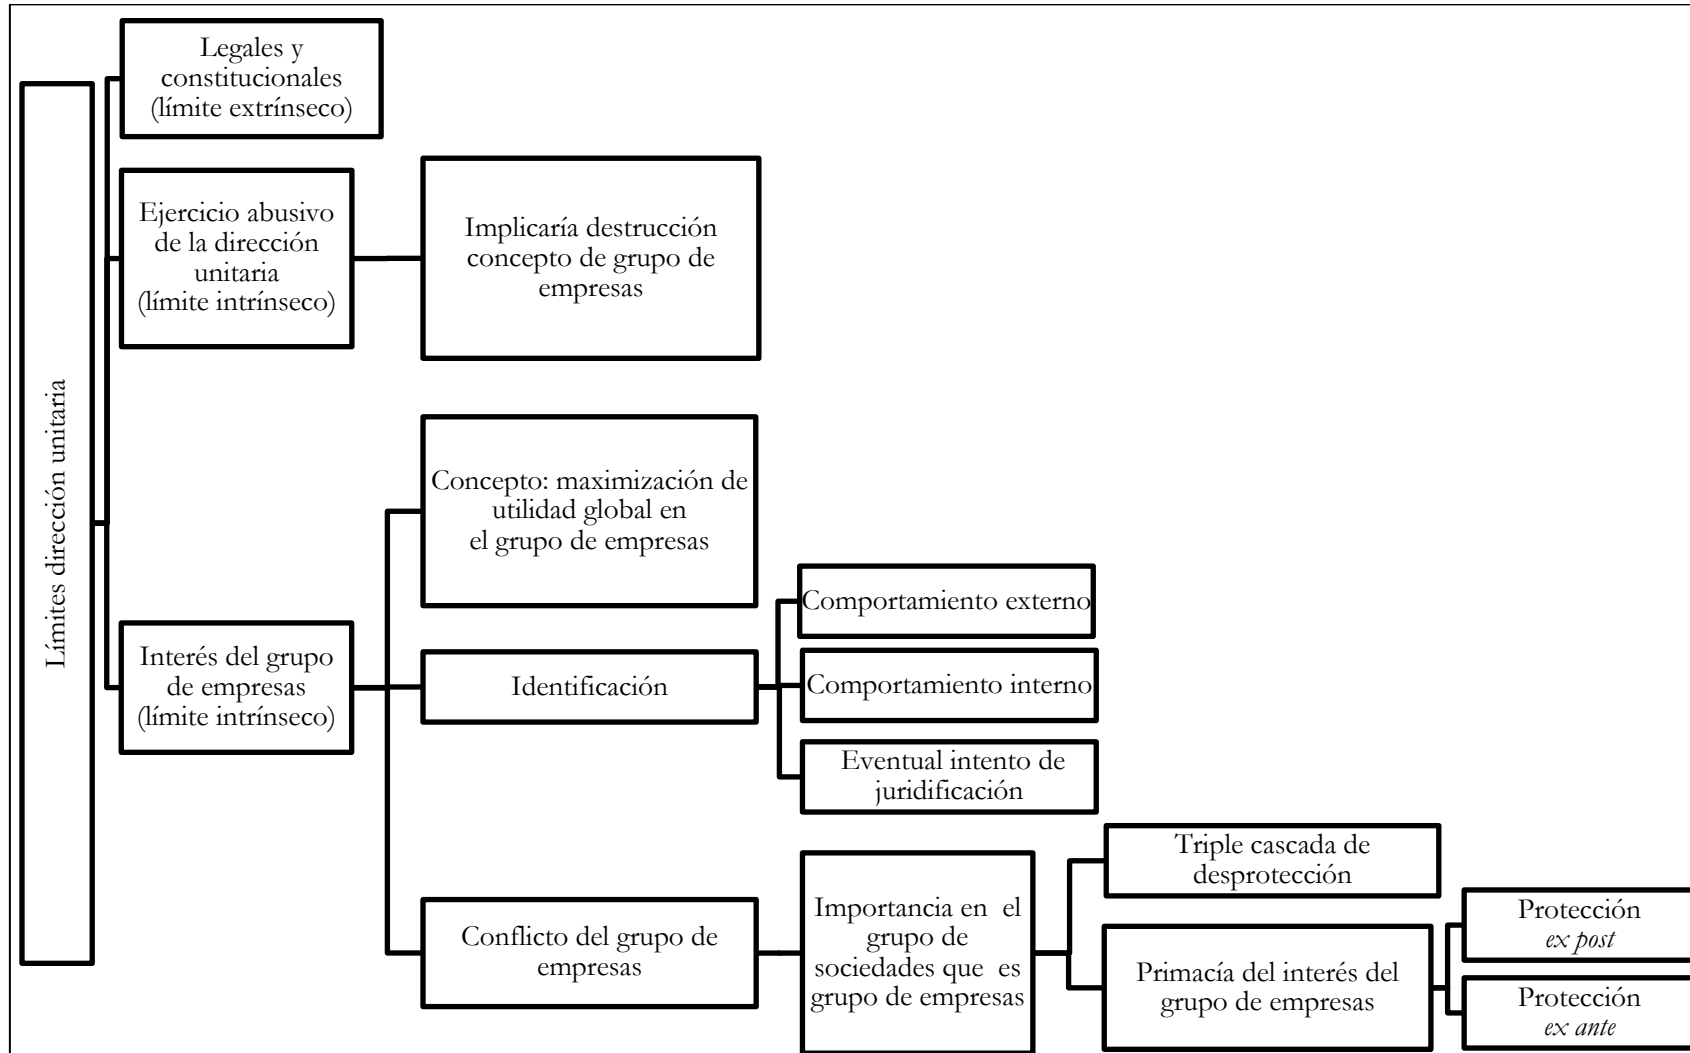 Límites dirección unitaria
Legales y
constitucionales
(límite extrínseco)
Ejercicio abusivo
de la dirección
unitaria
(límite intrínseco)
Implicaría destrucción
concepto de grupo de
empresas
Interés del grupo
de empresas
(límite intrínseco)
Concepto: maximización de
utilidad global en
el grupo de empresas
Identificación
Comportamiento externo
Comportamiento interno
Eventual intento de
juridificación
Conflicto del grupo de
empresas
Importancia en el
grupo de
sociedades que es
grupo de empresas
Triple cascada de
desprotección
Primacía del interés del
grupo de empresas
Protección
ex post
Protección
ex ante